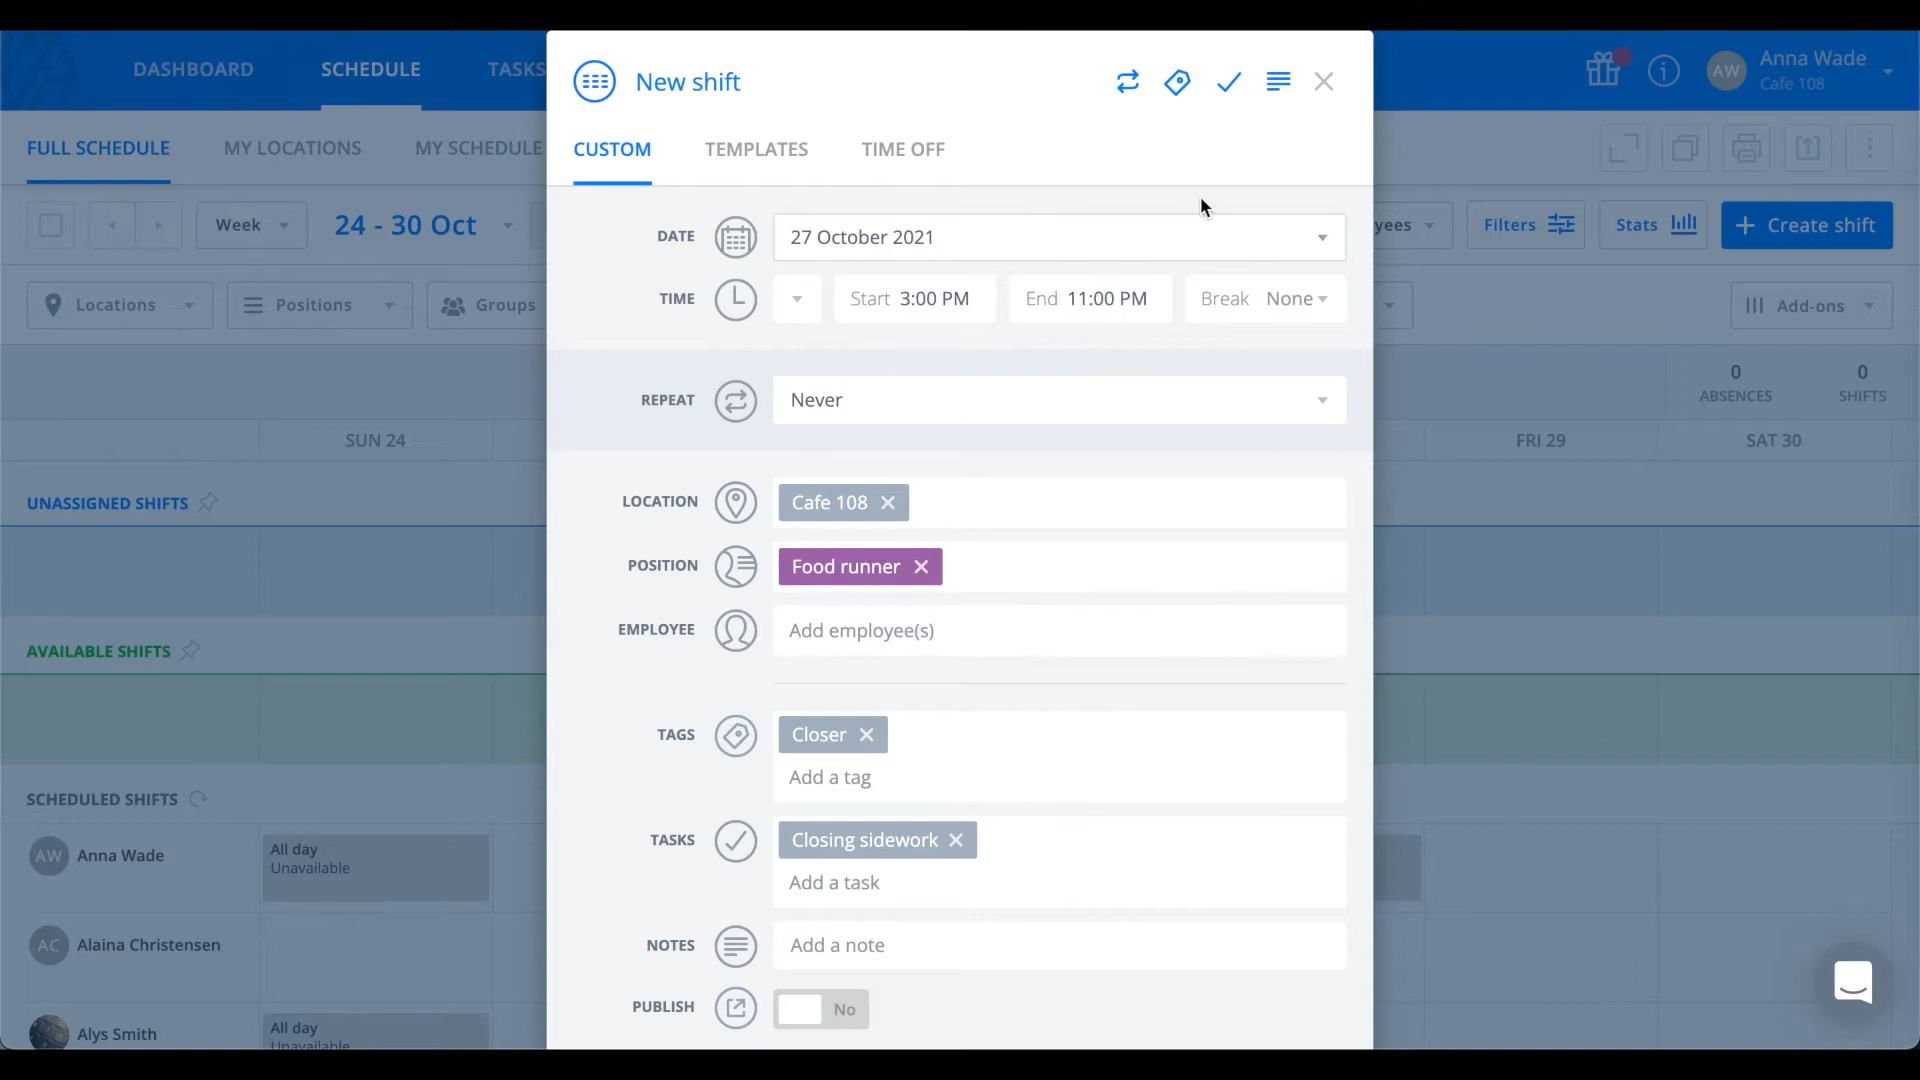 DASHBOARD SCHEDULE TASKS
AW Anna Wade
Cafe 108
New shift
FULL SCHEDULE MY LOCATIONS MY SCHEDULE
CUSTOM TEMPLATES TIME OFF
Week 24 - 30 Oct
yees Filters Stats + Create shift
DATE 27 October 2021
TIME Start 3:00 PM End 11:00 PM Break None
Locations Positions Groups
Add-ons
0 0
ABSENCES SHIFTS
REPEAT Never
SUN 24 FRI 29 SAT 30
UNASSIGNED SHIFTS
LOCATION Cafe 108
POSITION Food runner
EMPLOYEE Add employee(s)
AVAILABLE SHIFTS
TAGS Closer
Add a tag
SCHEDULED SHIFTS
TASKS Closing sidework
Add a task
AW Anna Wade All day
Unavailable
AC Alaina Christensen
NOTES Add a note
PUBLISH No
Alys Smith All day
Unavailable